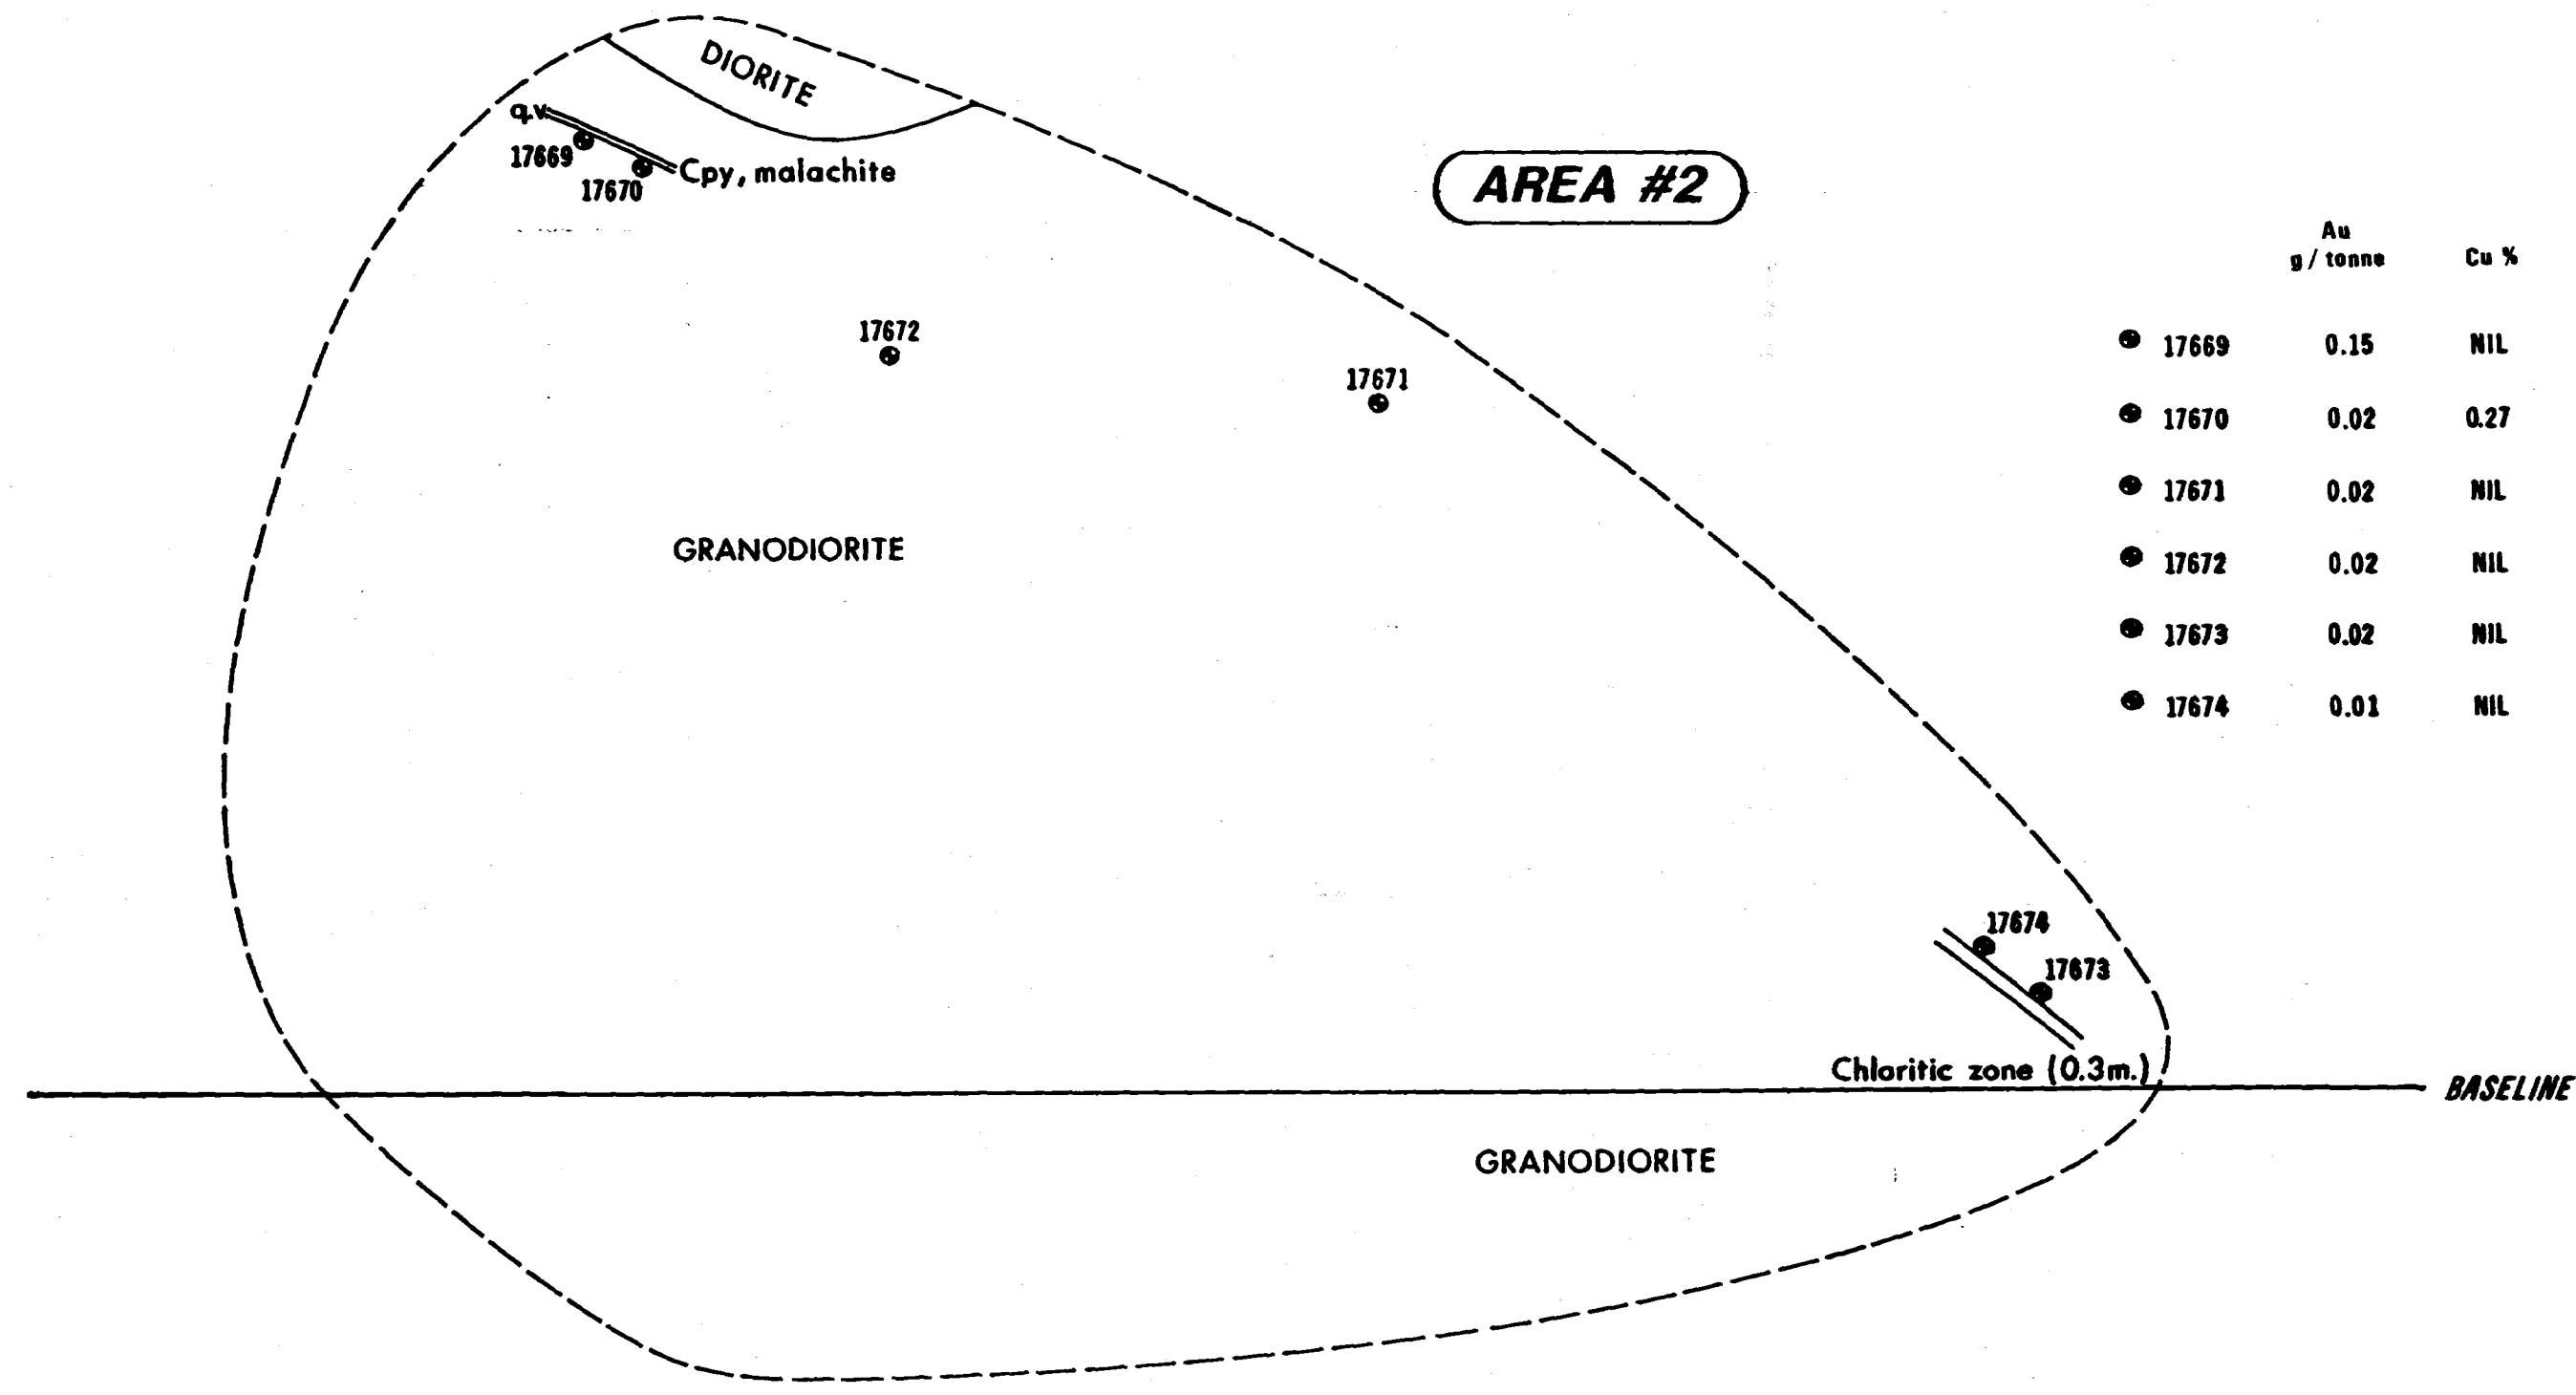 DIORITE
q.v.
17669
17670
Cpy, malachite
AREA #2
17672
17671
GRANODIORITE
Au
g / tonne Cu %
17669 0.15 NIL
17670 0.02 0.27
17671 0.02 NIL
17672 0.02 NIL
17673 0.02 NIL
17674 0.01 NIL
17674
17673
Chloritic zone (0.3m.)
BASELINE
GRANODIORITE